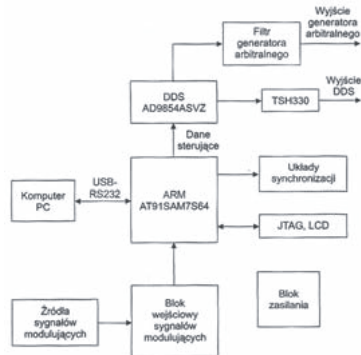 Wyjście
generatora
arbitralnego
Filtr
generatora
arbitralnego
Wyjście
DDS
DDS
AD9854ASVZ
TSH330
Dane
sterujące
Układy
synchronizacji
USB-
RS232
Komputer
PC
ARM
AT91SAM7S64
JTAG, LCD
Blok
zasilania
Źródła
sygnałów
modulujących
Blok
wejściowy
sygnałów
modulujących